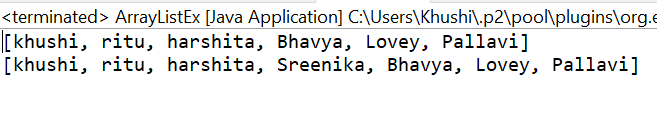 <terminated> ArrayListEx [Java Application] C:\Users\Khushi\.p2\pool\plugins\org.e
[khushi, ritu, harshita, Bhavya, Lovey, Pallavi]
[khushi, ritu, harshita, Sreenika, Bhavya, Lovey, Pallavi]